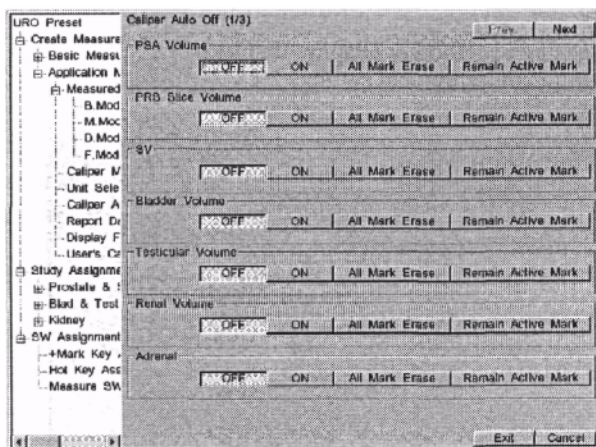 URO Preset
Create Measure
Basic Measu
Application M
Measured
B.Mod
M.Mod
D.Mod
F.Mod
Caliper M
Unit Sele
Caliper A
Report Da
Display F
User's Ca
Study Assignme
Prostate & S
Blad & Test
Kidney
SW Assignment
+Mark Key A
Hot Key Ass
Measure SW
Caliper Auto Off (1/3)
Prev. Next
PSA Volume
OFF ON All Mark Erase Remain Active Mark
PRB Slice Volume
OFF ON All Mark Erase Remain Active Mark
SV
OFF ON All Mark Erase Remain Active Mark
Bladder Volume
OFF ON All Mark Erase Remain Active Mark
Testicular Volume
OFF ON All Mark Erase Remain Active Mark
Renal Volume
OFF ON All Mark Erase Remain Active Mark
Adrenal
OFF ON All Mark Erase Remain Active Mark
Exit Cancel